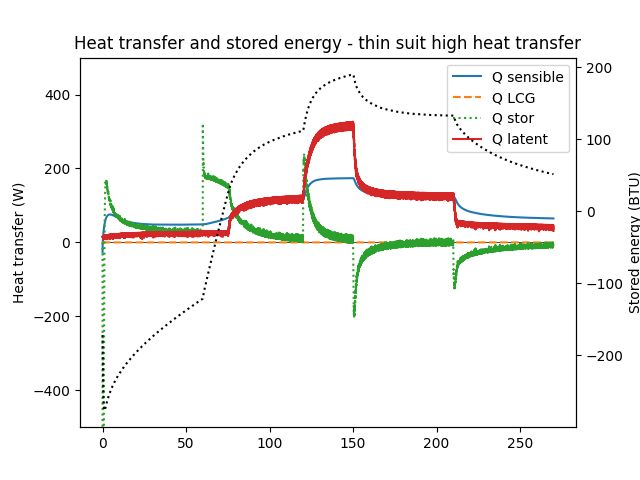 Heat transfer and stored energy - thin suit high heat transfer
Q sensible
Q LCG
Q stor
Q latent
400
200
0
−200
−400
Heat transfer (W)
200
100
0
−100
−200
Stored energy (BTU)
0
50
100
150
200
250